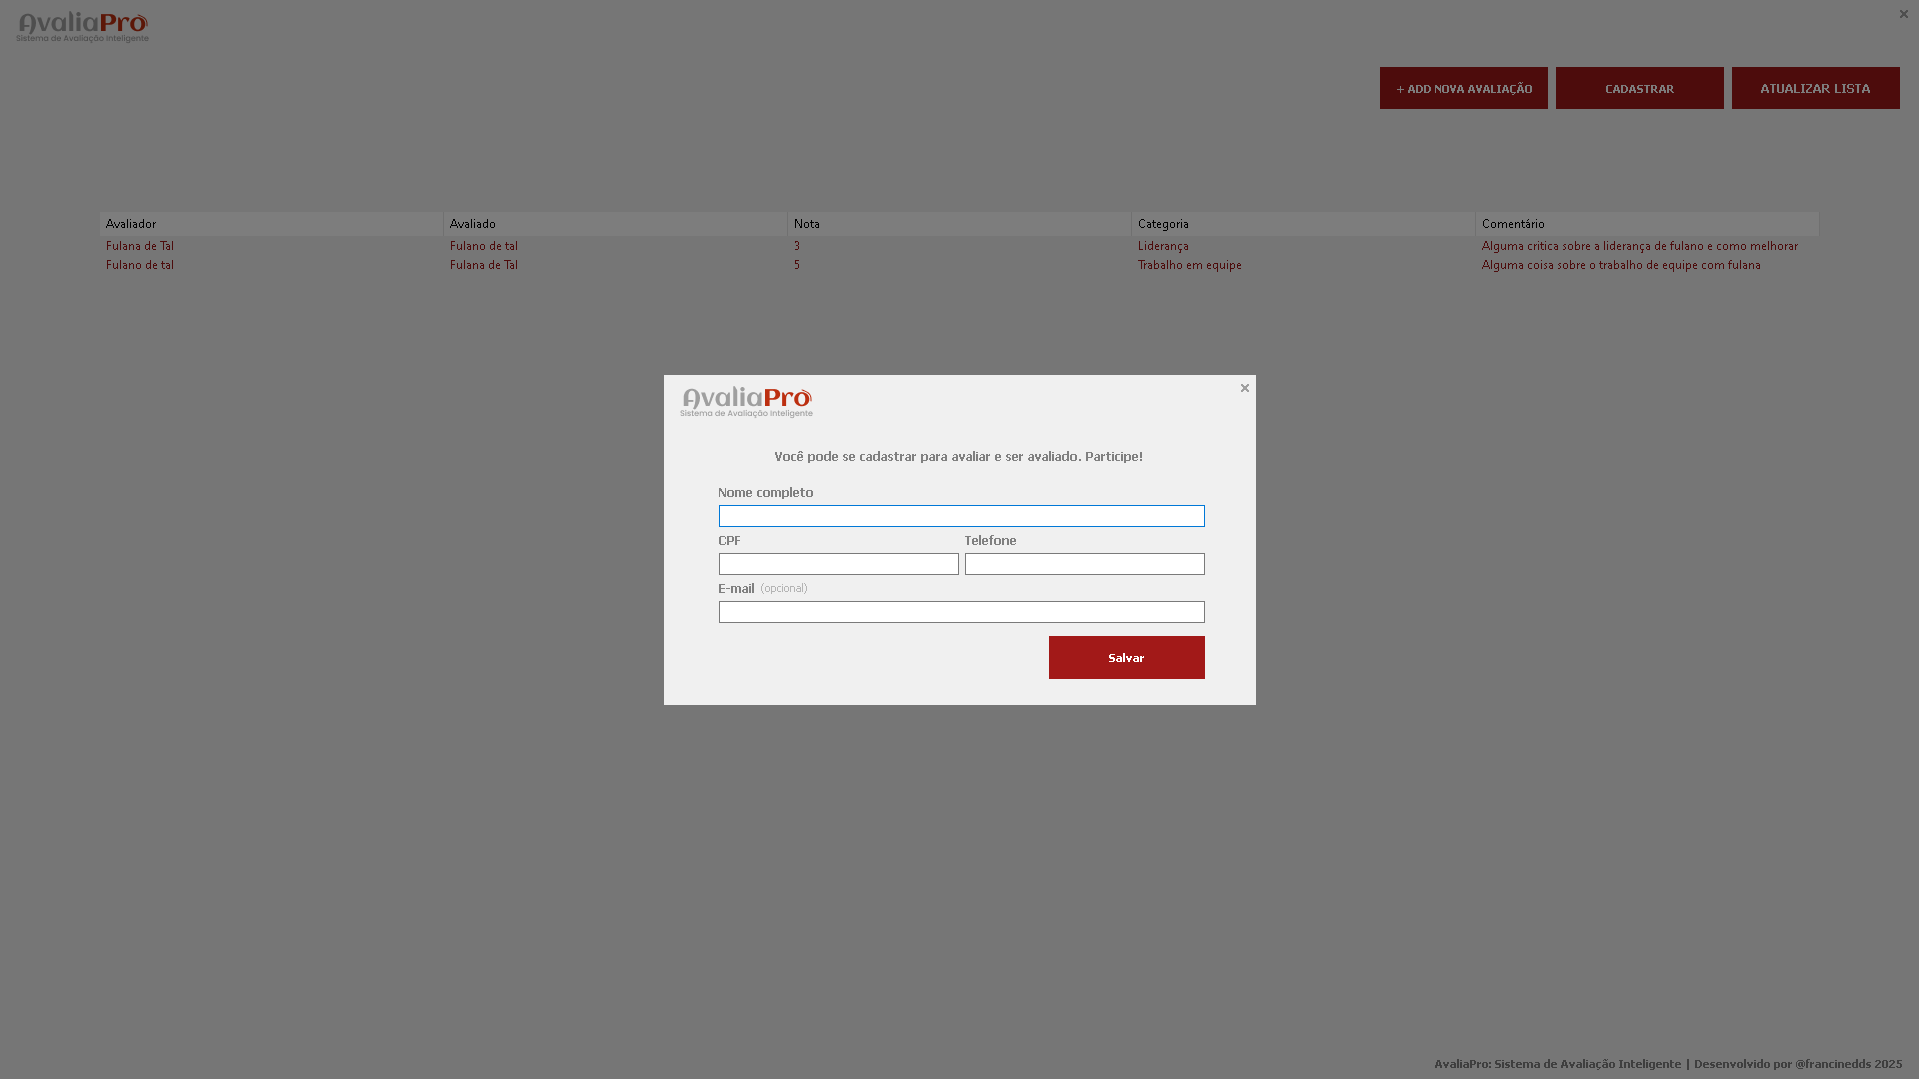 AvaliaPro
Sistema de Avaliação Inteligente
×
+ ADD NOVA AVALIAÇÃO
CADASTRAR
ATUALIZAR LISTA
Avaliador Avaliado Nota Categoria Comentário
Fulana de Tal Fulano de tal 3 Liderança Alguma critica sobre a liderança de fulano e como melhorar
Fulano de tal Fulana de Tal 5 Trabalho em equipe Alguma coisa sobre o trabalho de equipe com fulana
AvaliaPro
Sistema de Avaliação Inteligente
×
Você pode se cadastrar para avaliar e ser avaliado. Participe!
Nome completo
CPF Telefone
E-mail (opcional)
Salvar
AvaliaPro: Sistema de Avaliação Inteligente | Desenvolvido por @francinedds 2025